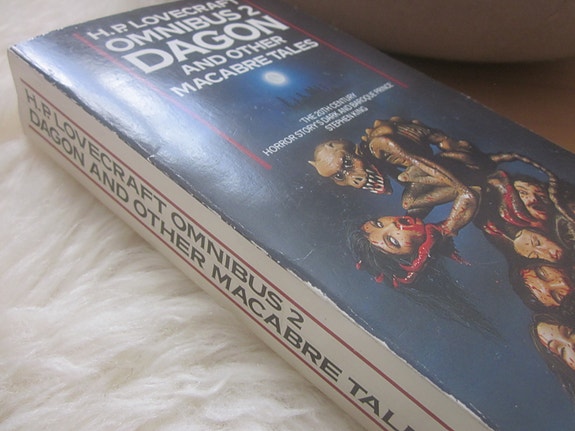 H.P. LOVECRAFT
OMNIBUS 2
DAGON
AND OTHER
MACABRE TALES
THE 20TH CENTURY
HORROR STORY'S DARK AND BAROQUE PRINCE
STEPHEN KING
H.P. LOVECRAFT OMNIBUS 2
DAGON AND OTHER MACABRE TALE